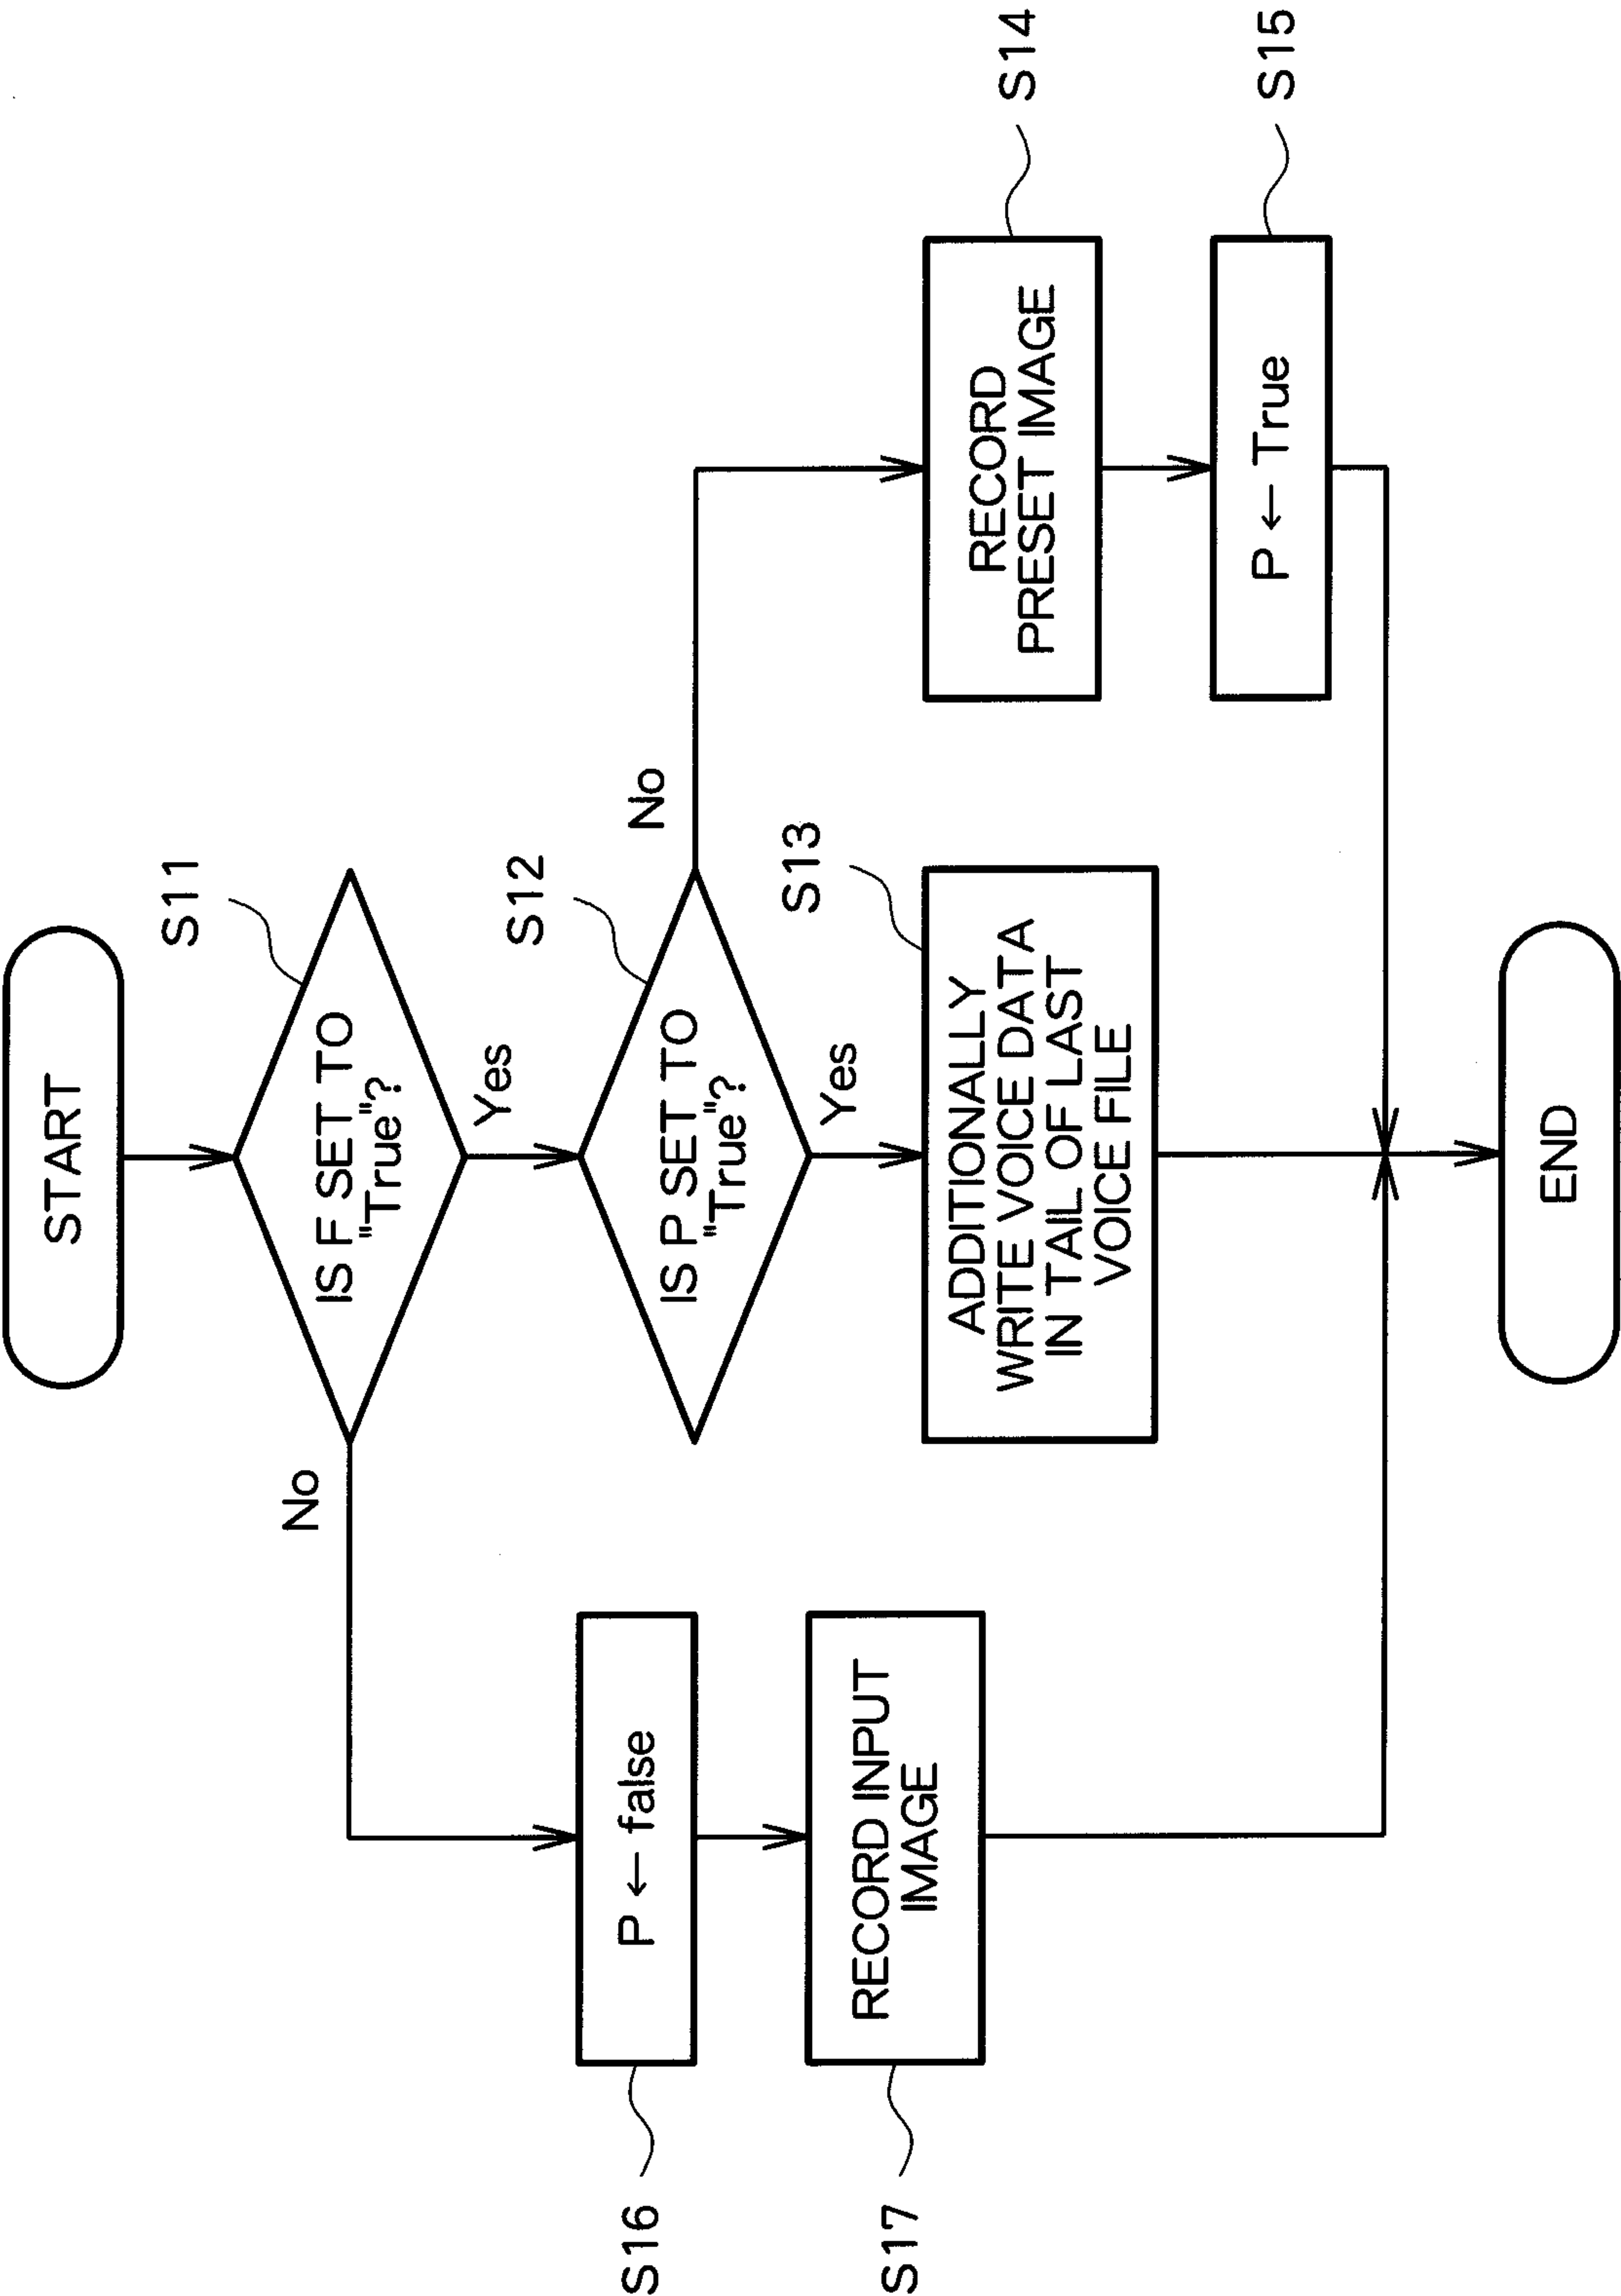 START
S11
IS F SET TO
"True"?
No
Yes
S12
IS P SET TO
"True"?
No
Yes
S13
ADDITIONALLY
WRITE VOICE DATA
IN TAIL OF LAST
VOICE FILE
S14
RECORD
PRESET IMAGE
S15
P ← True
S16
P ← false
S17
RECORD INPUT
IMAGE
END